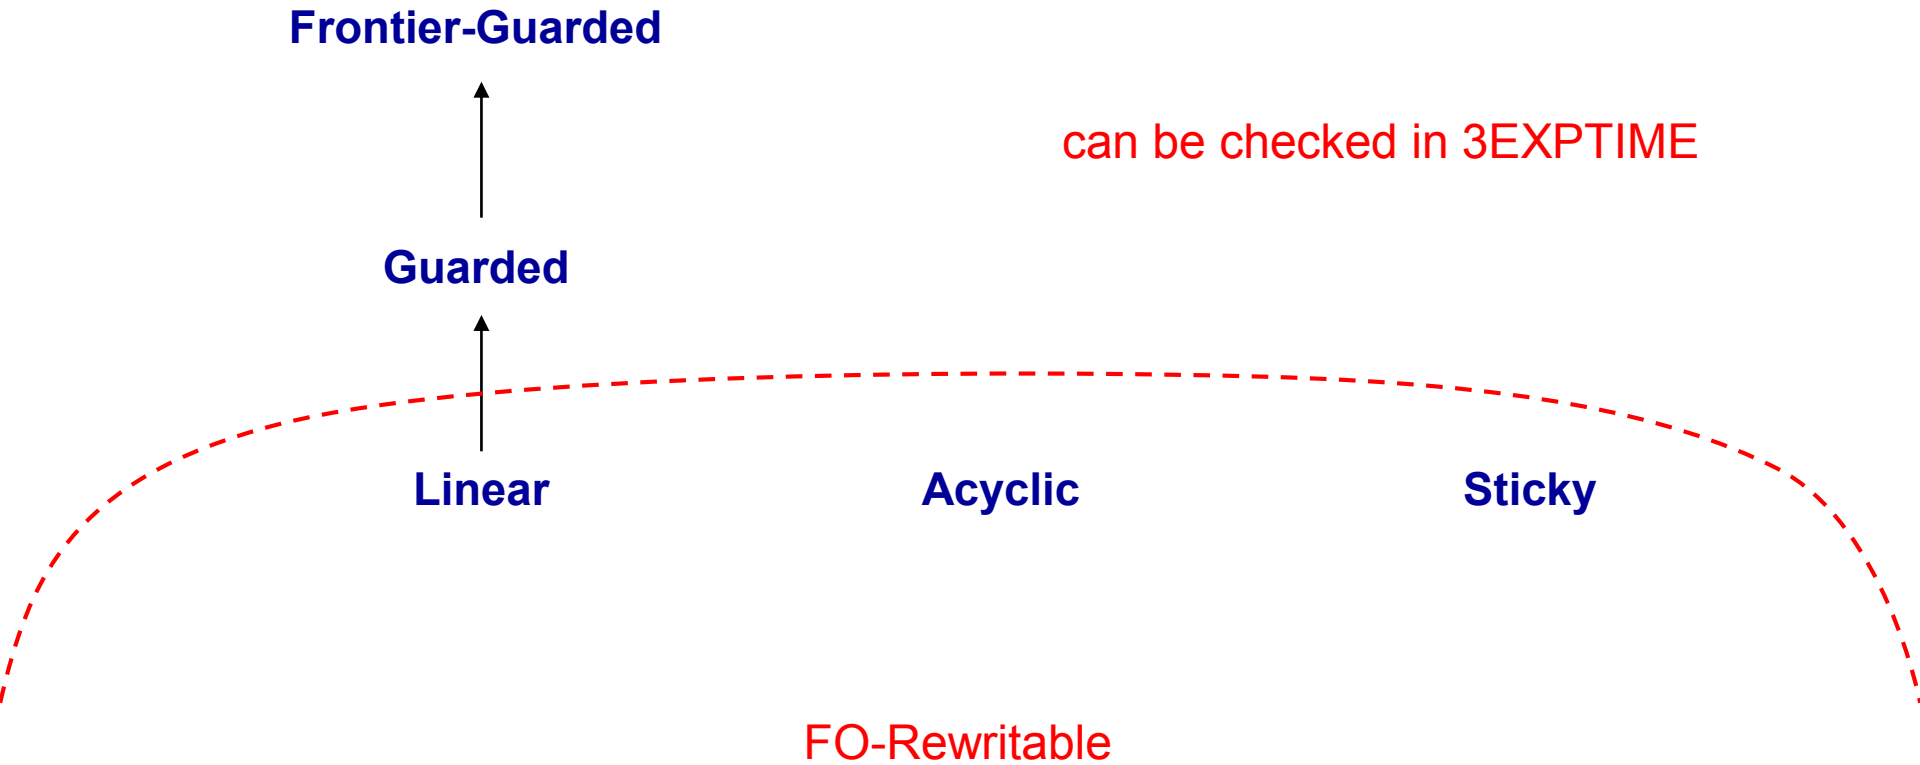 Frontier-Guarded
can be checked in 3EXPTIME
Guarded
Linear
Acyclic
Sticky
FO-Rewritable